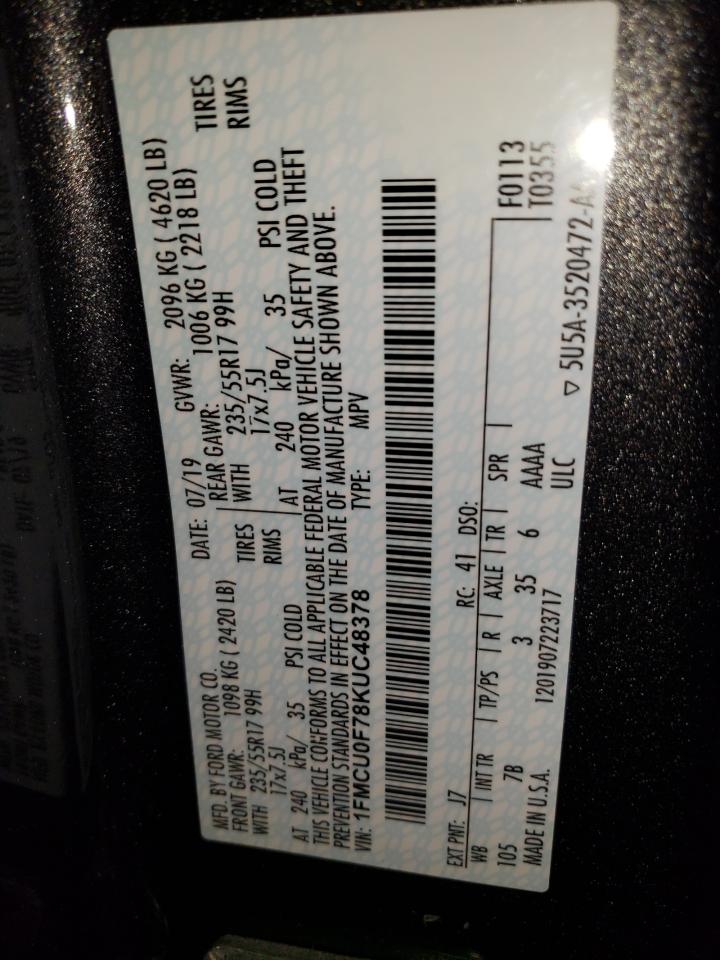 MFD. BY FORD MOTOR CO.
DATE: 07/19 GVWR: 2096 KG ( 4620 LB)
FRONT GAWR: 1098 KG ( 2420 LB) REAR GAWR: 1006 KG ( 2218 LB)
WITH 235/55R17 99H TIRES WITH 235/55R17 99H TIRES
17x7.5J RIMS 17x7.5J RIMS
AT 240 kPa/ 35 PSI COLD AT 240 kPa/ 35 PSI COLD
THIS VEHICLE CONFORMS TO ALL APPLICABLE FEDERAL MOTOR VEHICLE SAFETY AND THEFT
PREVENTION STANDARDS IN EFFECT ON THE DATE OF MANUFACTURE SHOWN ABOVE.
VIN: 1FMCU0F78KUC48378 TYPE: MPV
EXT PNT: J7 RC: 41 DSO:
WB INT TR TP/PS R AXLE TR SPR F0113
105 7B 3 35 6 AAAA T0355
MADE IN U.S.A. 1201907223717 ULC
▽ 5U5A-3520472-A